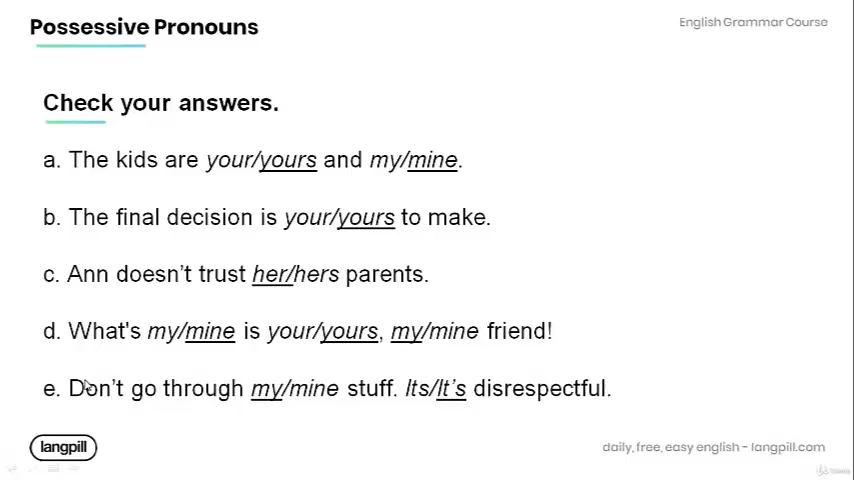 Possessive Pronouns
English Grammar Course
Check your answers.
a. The kids are your/yours and my/mine.
b. The final decision is your/yours to make.
c. Ann doesn't trust her/hers parents.
d. What's my/mine is your/yours, my/mine friend!
e. Don't go through my/mine stuff. Its/It's disrespectful.
langpill
daily, free, easy english - langpill.com